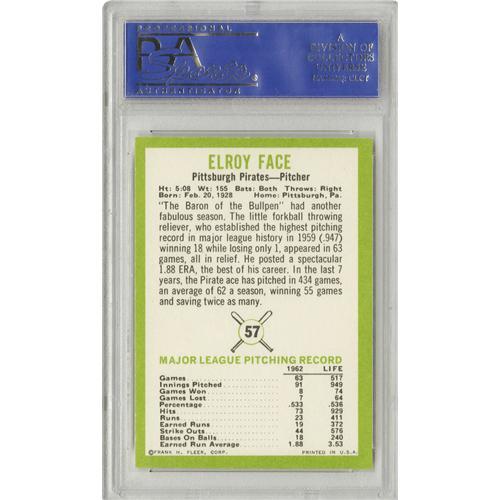 PROFESSIONAL
PSA
AUTHENTICATOR
A
DIVISION OF
COLLECTORS
UNIVERSE
NASDAQ: CLCT
ELROY FACE
Pittsburgh Pirates—Pitcher
Ht: 5:08 Wt: 155 Bats: Both Throws: Right
Born: Feb. 20, 1928 Home: Pittsburgh, Pa.
"The Baron of the Bullpen" had another
fabulous season. The little forkball throwing
reliever, who established the highest pitching
record in major league history in 1959 (.947)
winning 18 while losing only 1, appeared in 63
games, all in relief. He posted a spectacular
1.88 ERA, the best of his career. In the last 7
years, the Pirate ace has pitched in 434 games,
an average of 62 a season, winning 55 games
and saving twice as many.
57
MAJOR LEAGUE PITCHING RECORD
1962 LIFE
Games 63 517
Innings Pitched 91 949
Games Won 8 74
Games Lost 7 64
Percentage .533 .536
Hits 73 929
Runs 23 411
Earned Runs 19 372
Strike Outs 44 576
Bases On Balls 18 240
Earned Run Average 1.88 3.53
©FRANK H. FLEER, CORP. PRINTED IN U.S.A.